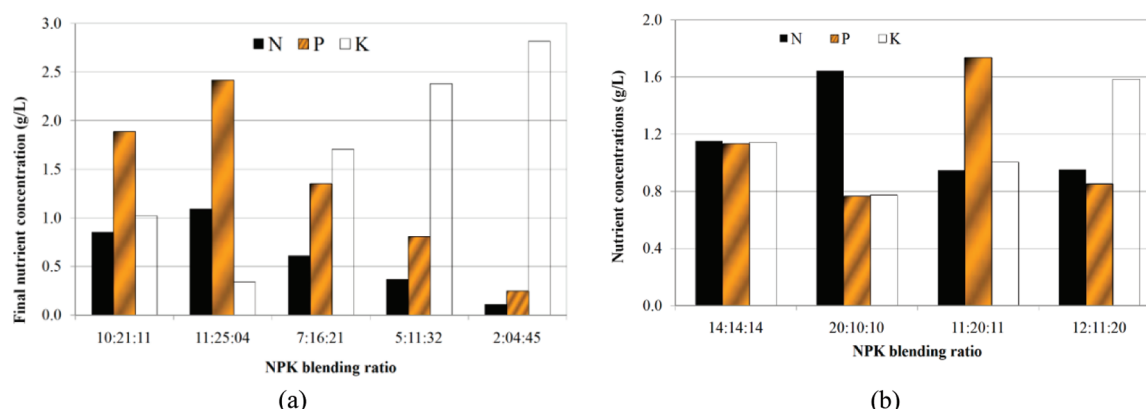 Final nutrient concentration (g/L)
3.0
2.5
2.0
1.5
1.0
0.5
0.0
N P K
10:21:11 11:25:04 7:16:21 5:11:32 2:04:45
NPK blending ratio
(a)
Nutrient concentrations (g/L)
2.0
1.6
1.2
0.8
0.4
0.0
N P K
14:14:14 20:10:10 11:20:11 12:11:20
NPK blending ratio
(b)